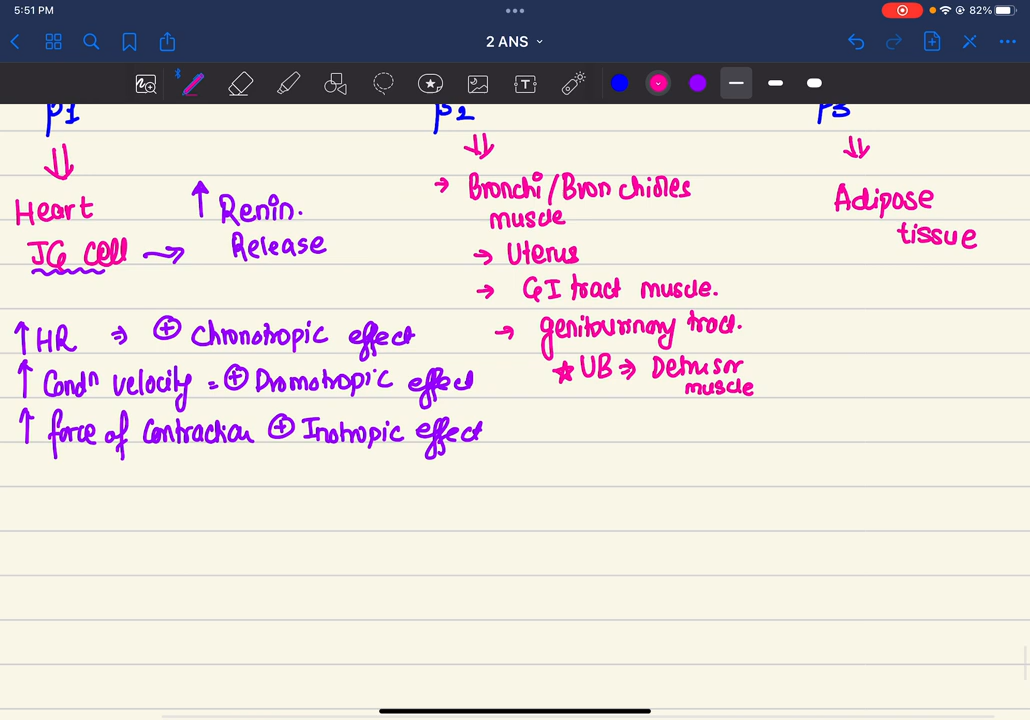 5:51 PM
82%
2 ANS
β1
β2
β3
Heart
JG cell
↑ Renin.
Release
→ Bronchi/Bronchioles
muscle
→ Uterus
→ GI tract muscle.
→ genitourinary tract.
★ UB ⇒ Detrusor
muscle
Adipose
tissue
↑ HR ⇒ ⊕ Chronotropic effect
↑ Condn velocity = ⊕ Dromotropic effect
↑ force of contraction ⊕ Inotropic effect